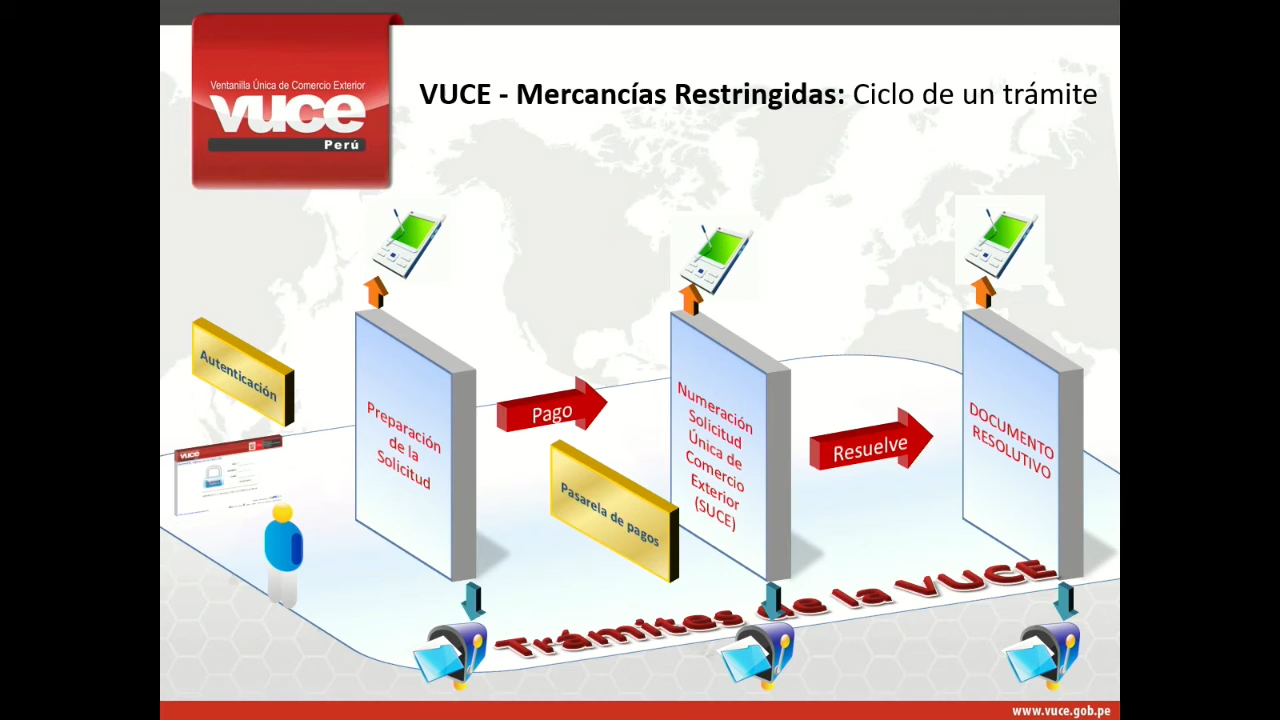 Ventanilla Única de Comercio Exterior
vuce
Perú
VUCE - Mercancías Restringidas: Ciclo de un trámite
Autenticación
vuce
Preparación
de la
Solicitud
Pago
Pasarela de pagos
Numeración
Solicitud
Única de
Comercio
Exterior
(SUCE)
Resuelve
DOCUMENTO
RESOLUTIVO
Trámites de la VUCE
www.vuce.gob.pe